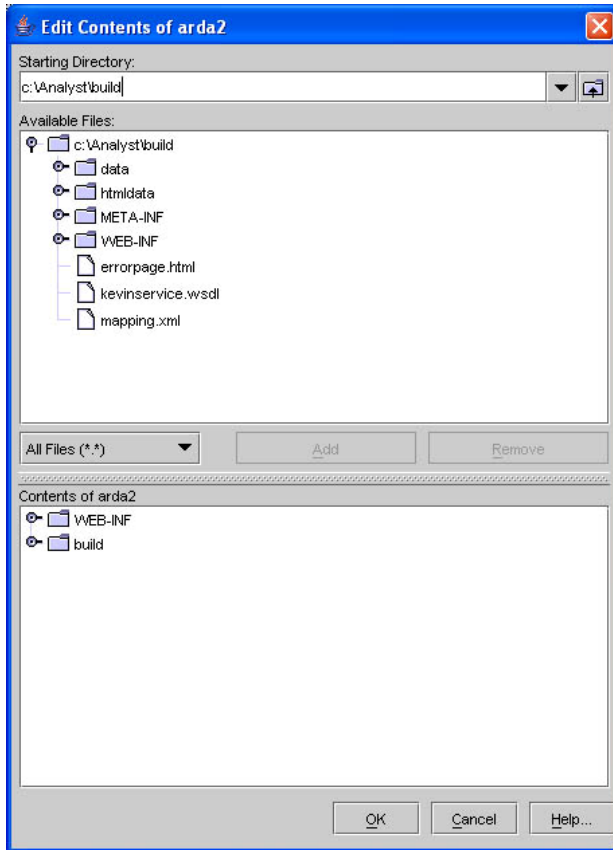 Edit Contents of arda2
Starting Directory:
c:\Analyst\build
Available Files:
c:\Analyst\build
data
htmldata
META-INF
WEB-INF
errorpage.html
kevinservice.wsdl
mapping.xml
All Files (*.*) Add Remove
Contents of arda2
WEB-INF
build
OK Cancel Help...